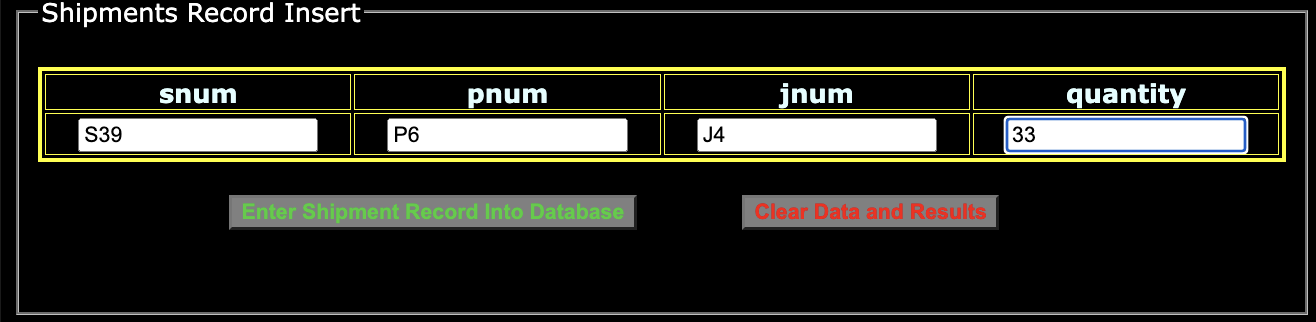 Shipments Record Insert
snum pnum jnum quantity
S39 P6 J4 33
Enter Shipment Record Into Database Clear Data and Results